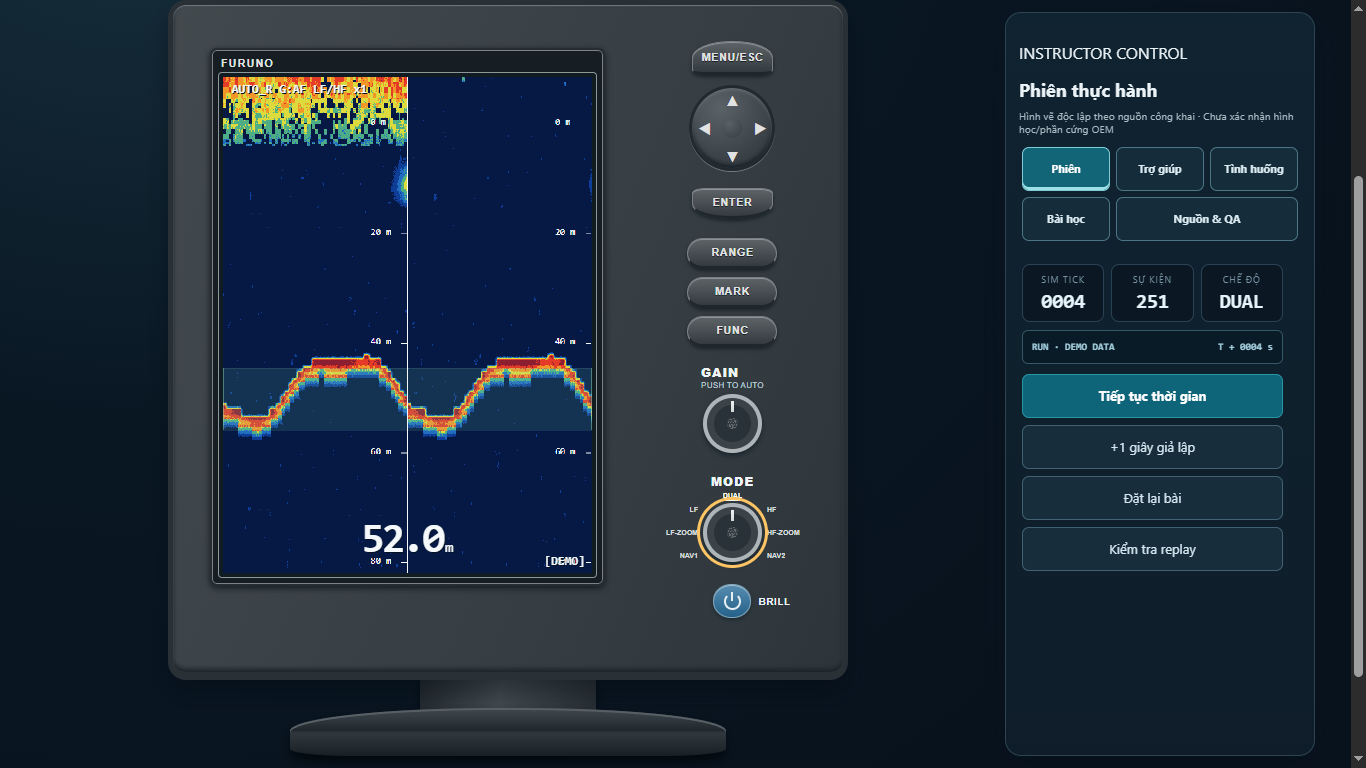 FURUNO
AUTO_R G:AF LF/HF x1
0 m
0 m
20 m
20 m
40 m
40 m
60 m
60 m
52.0m
80 m
[DEMO]
MENU/ESC
ENTER
RANGE
MARK
FUNC
GAIN
PUSH TO AUTO
MODE
DUAL
LF
HF
LF-ZOOM
HF-ZOOM
NAV1
NAV2
BRILL
INSTRUCTOR CONTROL
Phiên thực hành
Hình vẽ độc lập theo nguồn công khai · Chưa xác nhận hình
học/phần cứng OEM
Phiên
Trợ giúp
Tình huống
Bài học
Nguồn & QA
SIM TICK
0004
SỰ KIỆN
251
CHẾ ĐỘ
DUAL
RUN · DEMO DATA
T + 0004 s
Tiếp tục thời gian
+1 giây giả lập
Đặt lại bài
Kiểm tra replay